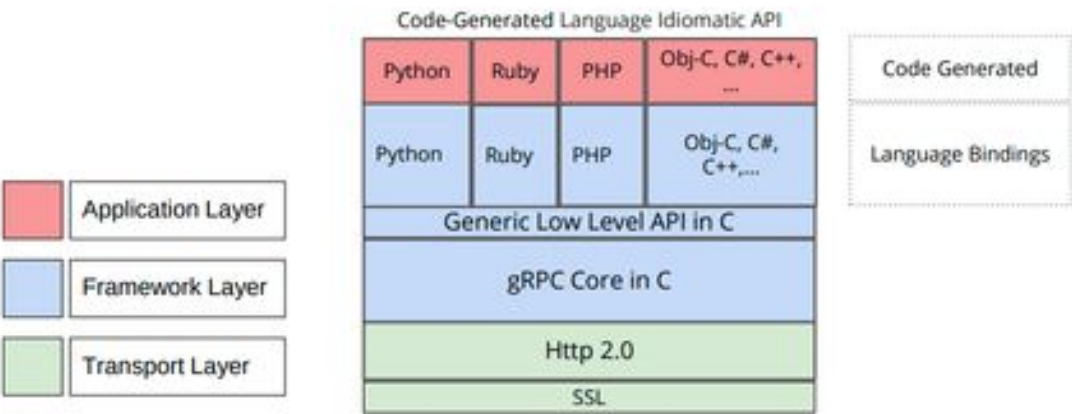 Code-Generated Language Idiomatic API
Python
Ruby
PHP
Obj-C, C#, C++,
...
Code Generated
Python
Ruby
PHP
Obj-C, C#,
C++,...
Language Bindings
Generic Low Level API in C
gRPC Core in C
Http 2.0
SSL
Application Layer
Framework Layer
Transport Layer